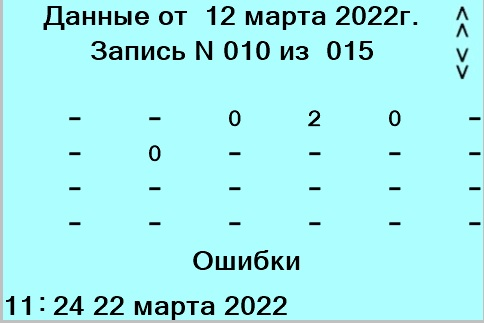 Данные от 12 марта 2022г.
Запись N 010 из 015
- - 0 2 0 -
- 0 - - - -
- - - - - -
- - - - - -
Ошибки
11: 24 22 марта 2022